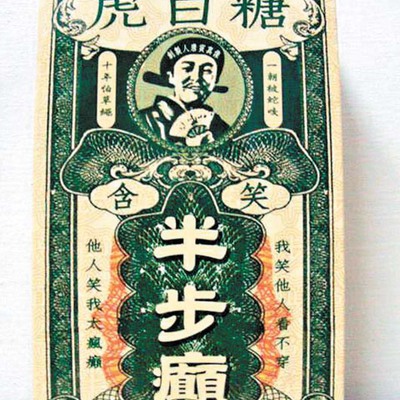 糖百虎
一朝被蛇咬
十年怕草繩
含笑
半步癲
我笑他人看不穿
他人笑我太瘋癲